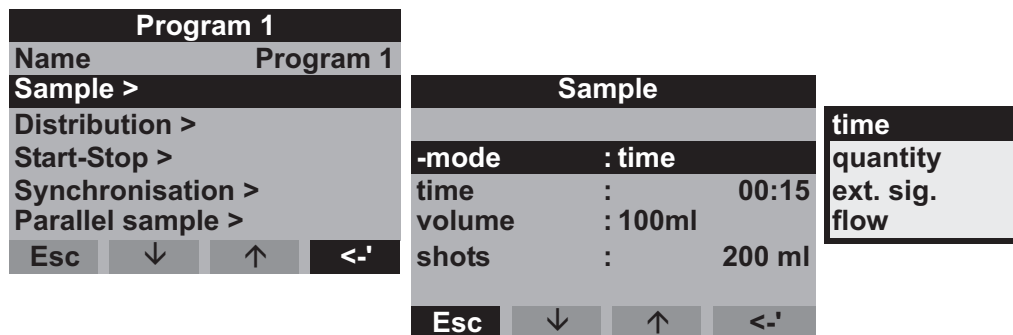 Program 1
Name Program 1
Sample >
Distribution >
Start-Stop >
Synchronisation >
Parallel sample >
Esc ↓ ↑ <-'
Sample
-mode : time
time : 00:15
volume : 100ml
shots : 200 ml
Esc ↓ ↑ <-'
time
quantity
ext. sig.
flow